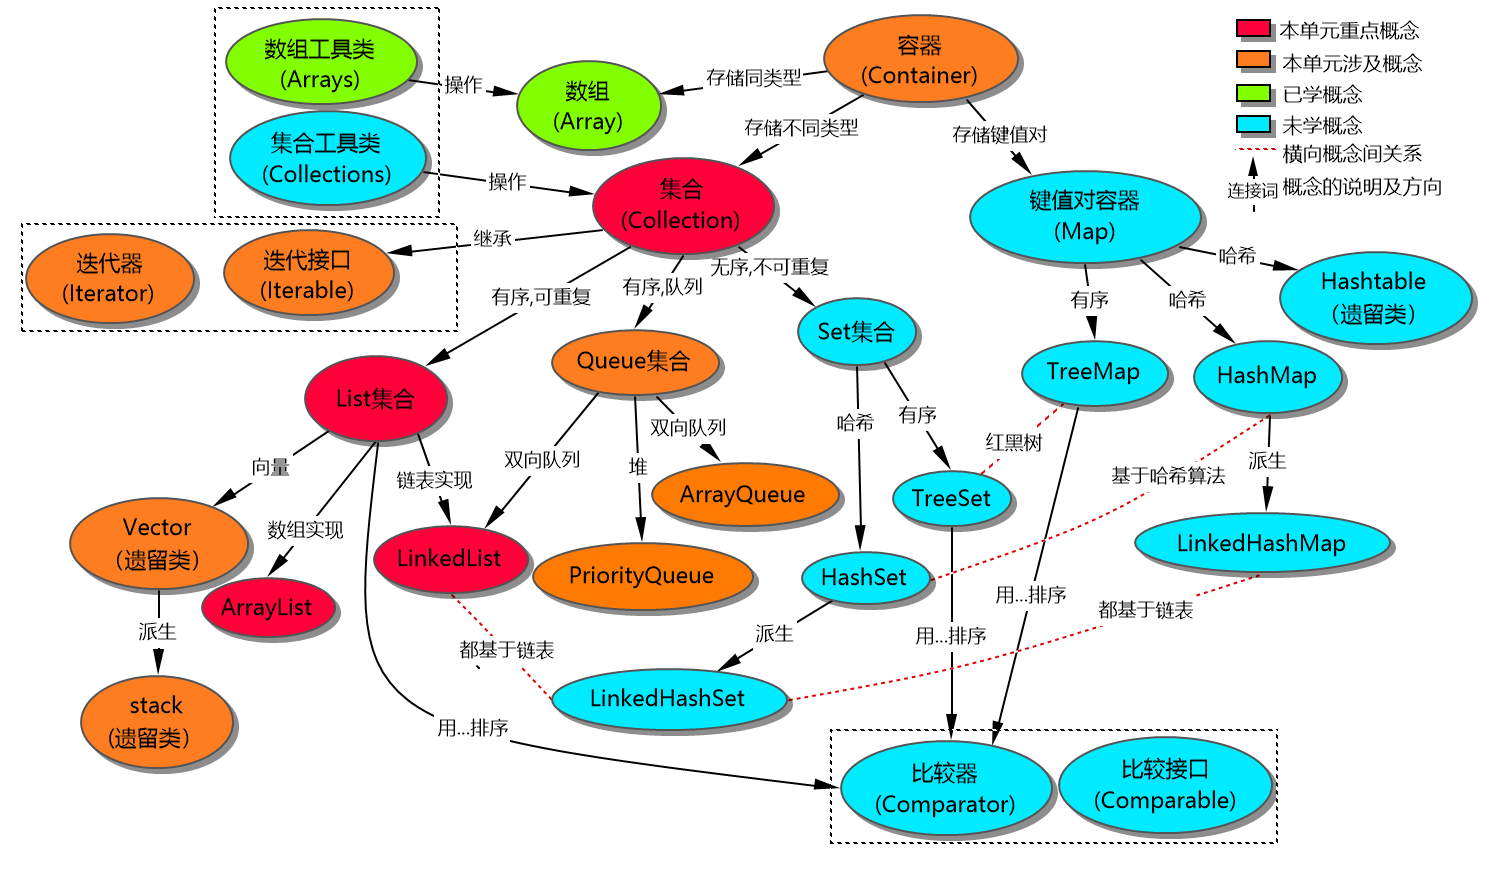 数组工具类
(Arrays)
操作
数组
(Array)
存储同类型
容器
(Container)
本单元重点概念
本单元涉及概念
已学概念
未学概念
横向概念间关系
连接词
概念的说明及方向
集合工具类
(Collections)
操作
存储不同类型
存储键值对
集合
(Collection)
键值对容器
(Map)
迭代器
(Iterator)
迭代接口
(Iterable)
继承
有序,可重复
有序,队列
无序,不可重复
有序
哈希
哈希
Hashtable
（遗留类）
List集合
Queue集合
Set集合
TreeMap
HashMap
向量
数组实现
链表实现
双向队列
堆
双向队列
哈希
有序
红黑树
基于哈希算法
派生
Vector
（遗留类）
ArrayList
LinkedList
PriorityQueue
ArrayQueue
HashSet
TreeSet
LinkedHashMap
派生
stack
（遗留类）
用...排序
都基于链表
派生
LinkedHashSet
用...排序
用...排序
都基于链表
比较器
(Comparator)
比较接口
(Comparable)